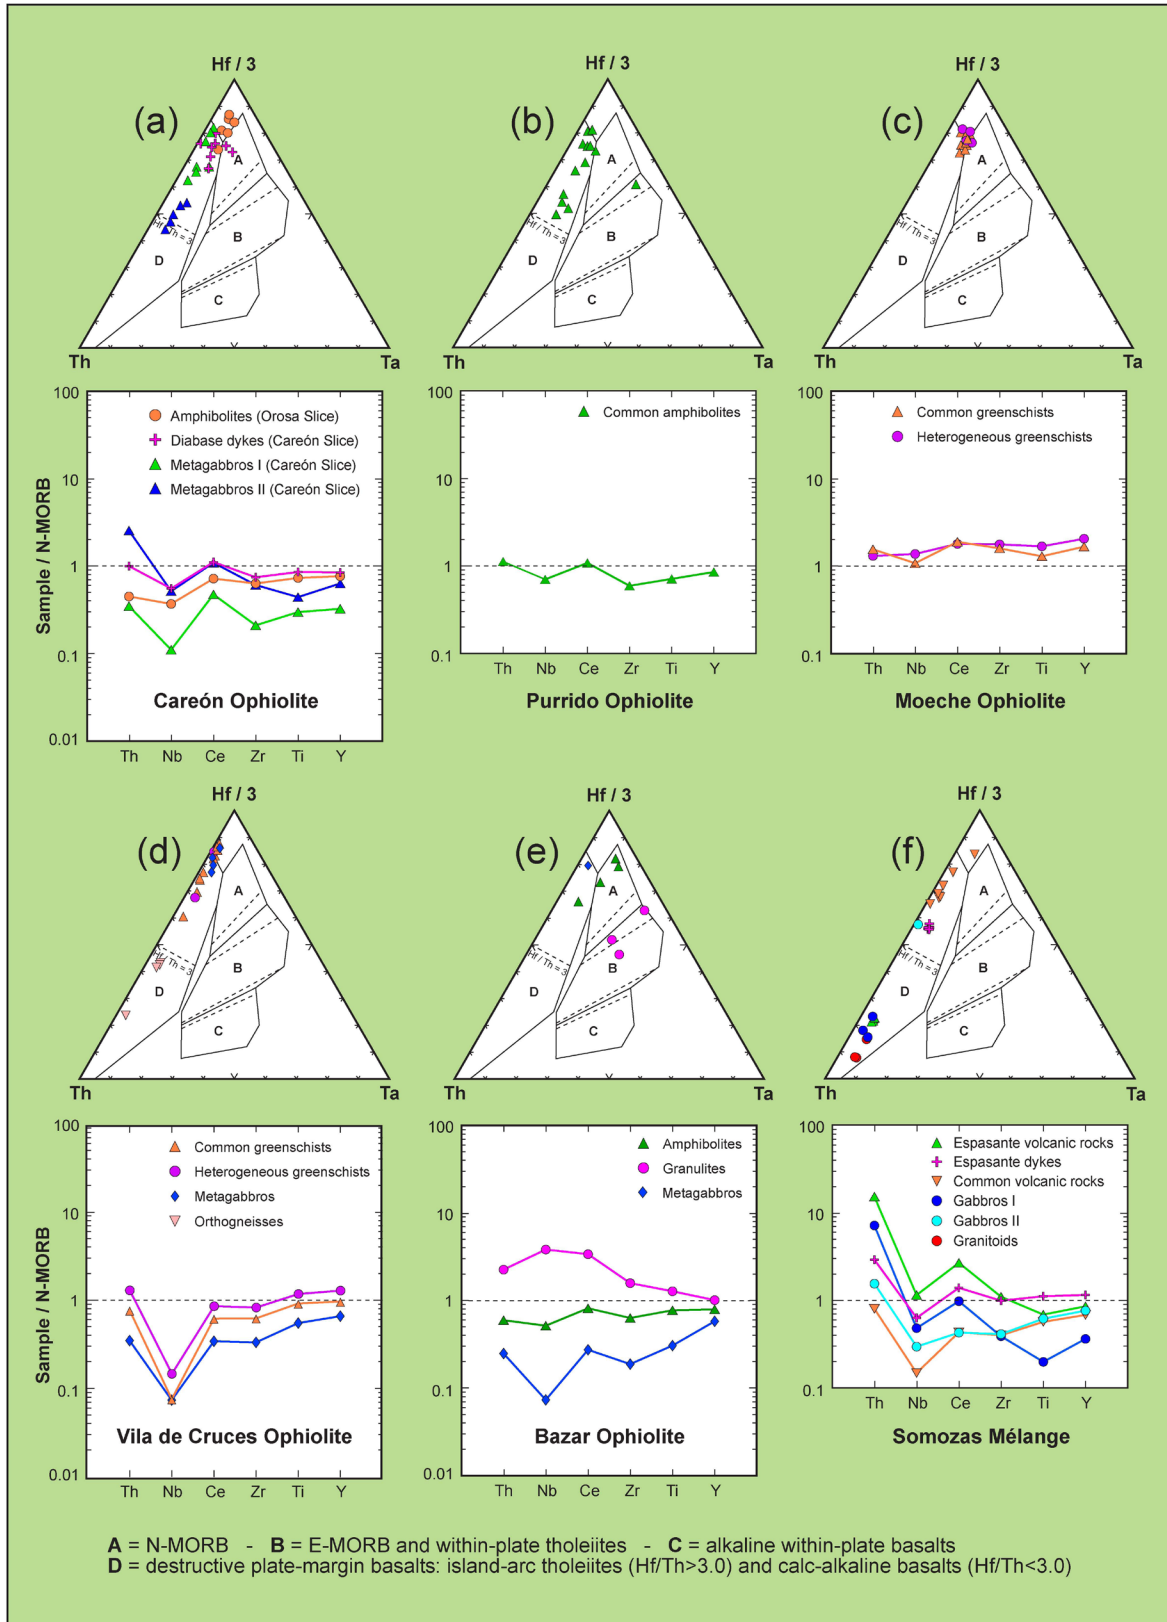 Hf / 3
Hf / 3
Hf / 3
(a)
(b)
(c)
A
A
A
B
B
B
Hf/Th = 3
Hf/Th = 3
Hf/Th = 3
D
D
D
C
C
C
Th
Ta
Th
Ta
Th
Ta
Sample / N-MORB
100
10
1
0.1
0.01
Amphibolites (Orosa Slice)
Diabase dykes (Careón Slice)
Metagabbros I (Careón Slice)
Metagabbros II (Careón Slice)
Careón Ophiolite
Th Nb Ce Zr Ti Y
100
10
1
0.1
Common amphibolites
Th Nb Ce Zr Ti Y
Purrido Ophiolite
100
10
1
0.1
Common greenschists
Heterogeneous greenschists
Th Nb Ce Zr Ti Y
Moeche Ophiolite
Hf / 3
Hf / 3
Hf / 3
(d)
(e)
(f)
A
A
A
B
B
B
Hf/Th = 3
Hf/Th = 3
Hf/Th = 3
D
D
D
C
C
C
Th
Ta
Th
Ta
Th
Ta
Sample / N-MORB
100
10
1
0.1
0.01
Common greenschists
Heterogeneous greenschists
Metagabbros
Orthogneisses
Vila de Cruces Ophiolite
Th Nb Ce Zr Ti Y
100
10
1
0.1
0.01
Amphibolites
Granulites
Metagabbros
Bazar Ophiolite
Th Nb Ce Zr Ti Y
100
10
1
0.1
Espasante volcanic rocks
Espasante dykes
Common volcanic rocks
Gabbros I
Gabbros II
Granitoids
Th Nb Ce Zr Ti Y
Somozas Mélange
A = N-MORB - B = E-MORB and within-plate tholeiites - C = alkaline within-plate basalts
D = destructive plate-margin basalts: island-arc tholeiites (Hf/Th>3.0) and calc-alkaline basalts (Hf/Th<3.0)